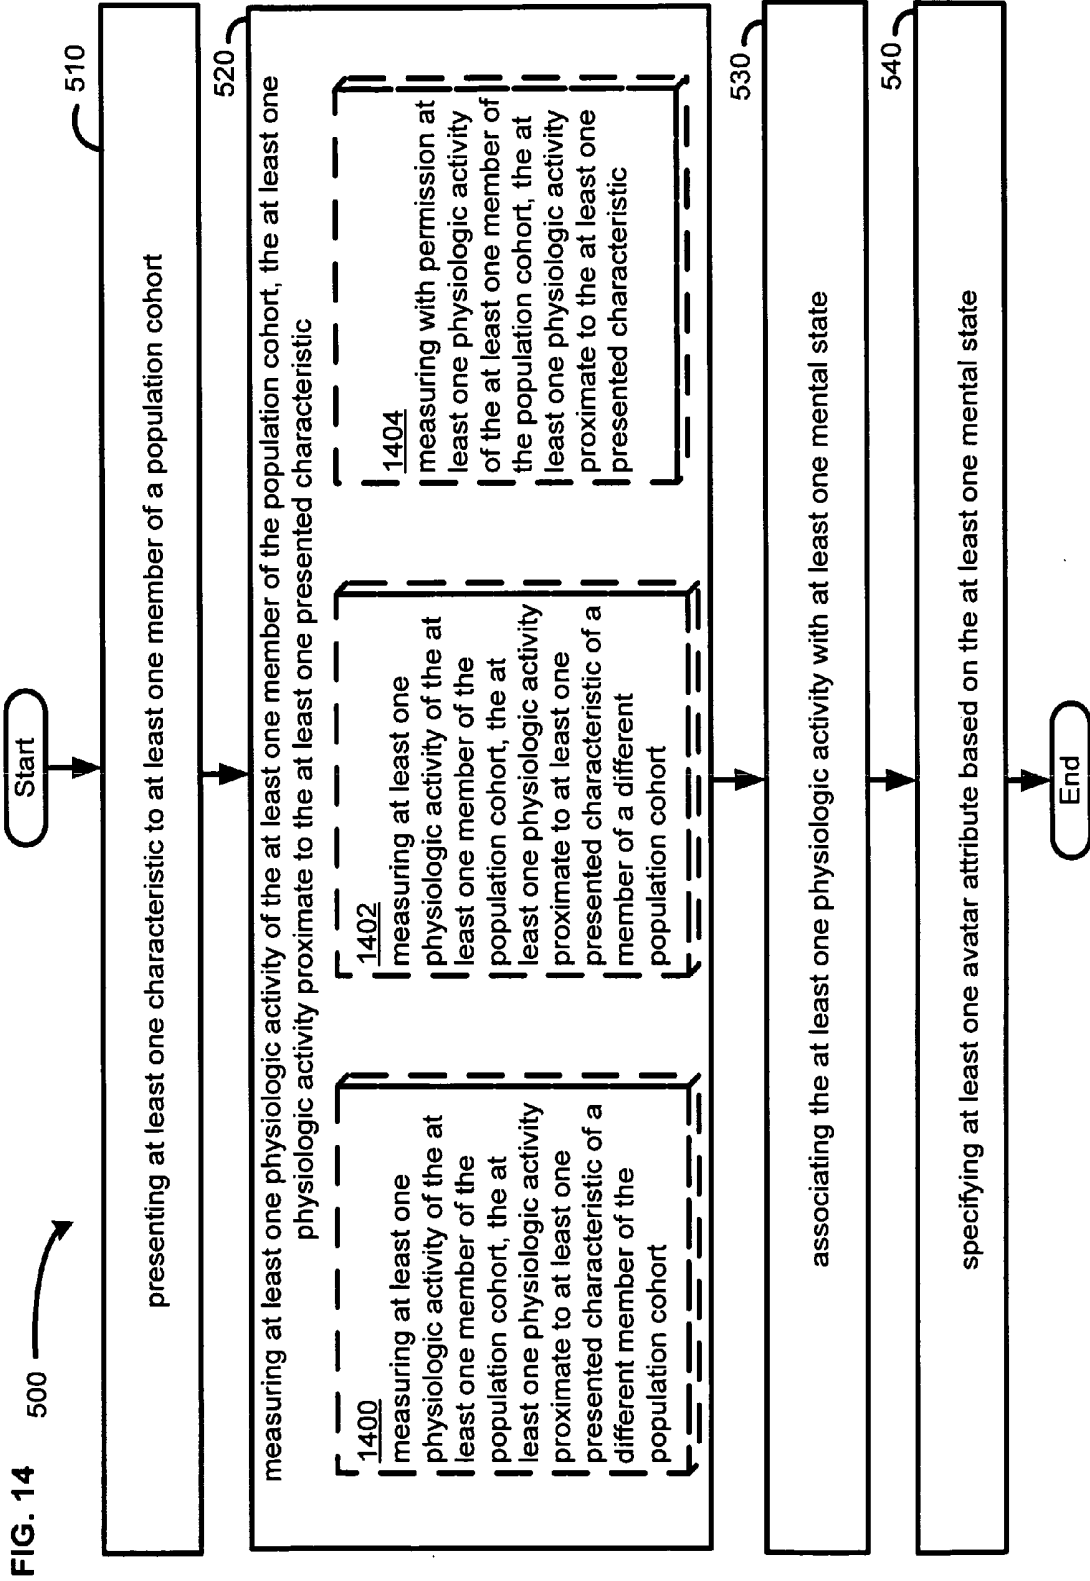 FIG. 14
500
Start
510
presenting at least one characteristic to at least one member of a population cohort
520
measuring at least one physiologic activity of the at least one member of the population cohort, the at least one
physiologic activity proximate to the at least one presented characteristic
1400
measuring at least one
physiologic activity of the at
least one member of the
population cohort, the at
least one physiologic activity
proximate to at least one
presented characteristic of a
different member of the
population cohort
1402
measuring at least one
physiologic activity of the at
least one member of the
population cohort, the at
least one physiologic activity
proximate to at least one
presented characteristic of a
member of a different
population cohort
1404
measuring with permission at
least one physiologic activity
of the at least one member of
the population cohort, the at
least one physiologic activity
proximate to the at least one
presented characteristic
530
associating the at least one physiologic activity with at least one mental state
540
specifying at least one avatar attribute based on the at least one mental state
End